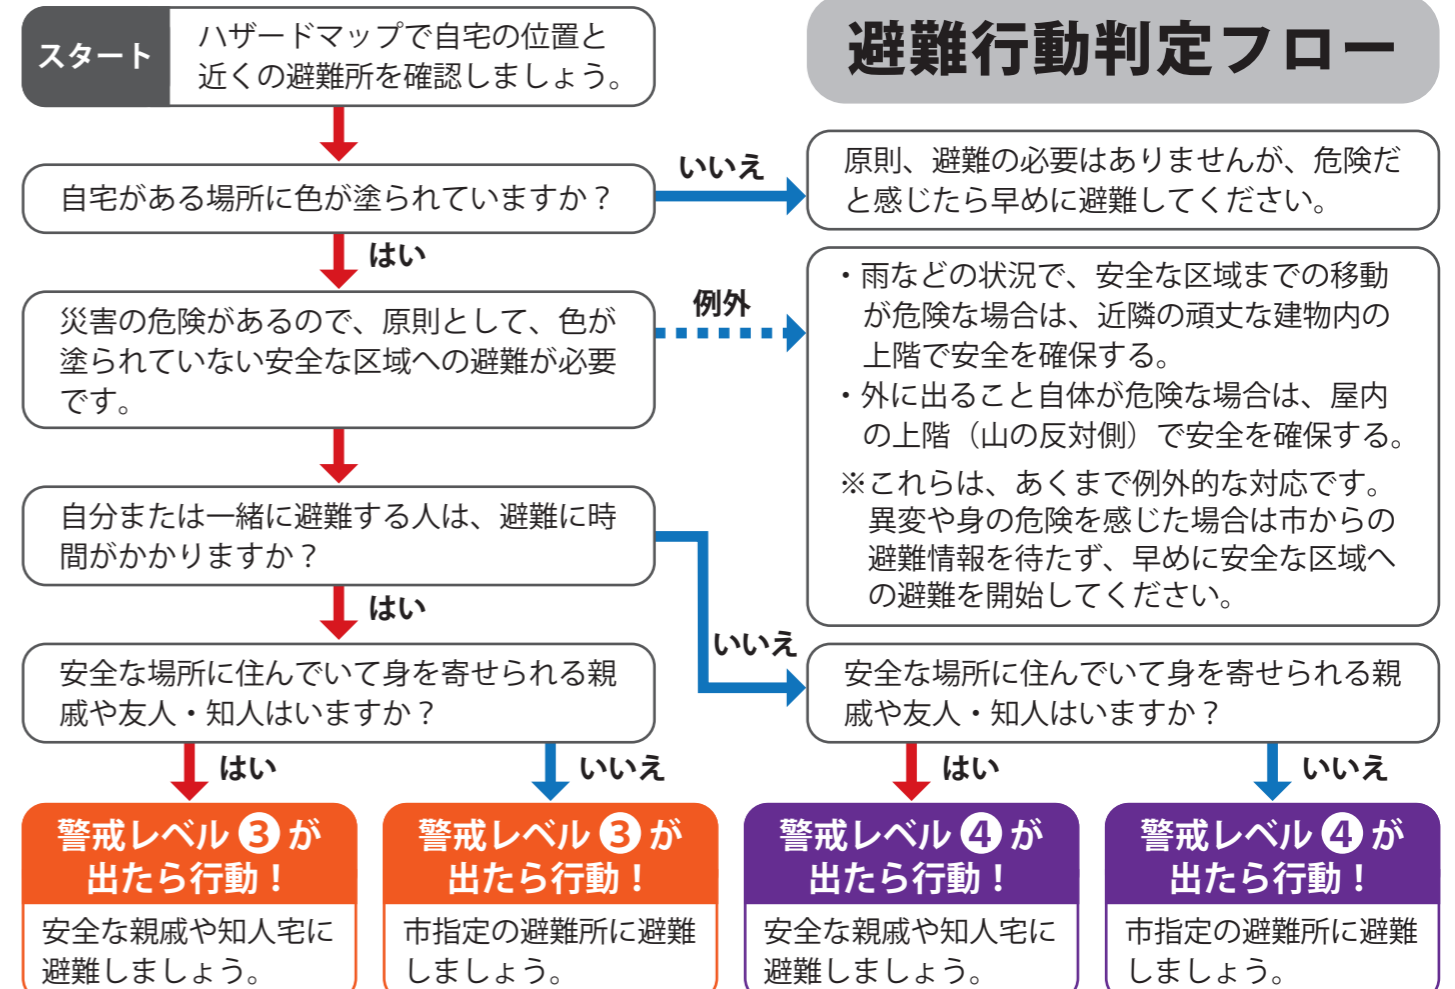 避難行動判定フロー
スタート
ハザードマップで自宅の位置と
近くの避難所を確認しましょう。
自宅がある場所に色が塗られていますか？
いいえ
原則、避難の必要はありませんが、危険だ
と感じたら早めに避難してください。
はい
災害の危険があるので、原則として、色が
塗られていない安全な区域への避難が必要
です。
例外
・雨などの状況で、安全な区域までの移動
が危険な場合は、近隣の頑丈な建物内の
上階で安全を確保する。
・外に出ること自体が危険な場合は、屋内
の上階（山の反対側）で安全を確保する。
※これらは、あくまで例外的な対応です。
異変や身の危険を感じた場合は市からの
避難情報を待たず、早めに安全な区域へ
の避難を開始してください。
自分または一緒に避難する人は、避難に時
間がかかりますか？
はい
いいえ
安全な場所に住んでいて身を寄せられる親
戚や友人・知人はいますか？
はい
いいえ
安全な場所に住んでいて身を寄せられる親
戚や友人・知人はいますか？
はい
いいえ
警戒レベル❸が
出たら行動！
安全な親戚や知人宅に
避難しましょう。
警戒レベル❸が
出たら行動！
市指定の避難所に避難
しましょう。
警戒レベル❹が
出たら行動！
安全な親戚や知人宅に
避難しましょう。
警戒レベル❹が
出たら行動！
市指定の避難所に避難
しましょう。